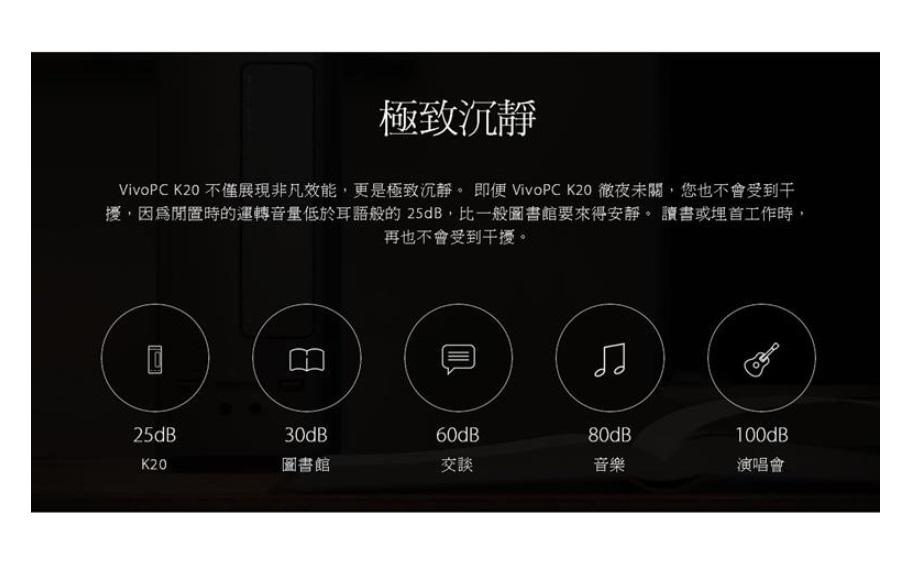 極致沉靜
VivoPC K20 不僅展現非凡效能，更是極致沉靜。 即便 VivoPC K20 徹夜未關，您也不會受到干
擾，因為閒置時的運轉音量低於耳語般的 25dB，比一般圖書館要來得安靜。 讀書或埋首工作時，
再也不會受到干擾。
25dB 30dB 60dB 80dB 100dB
K20 圖書館 交談 音樂 演唱會